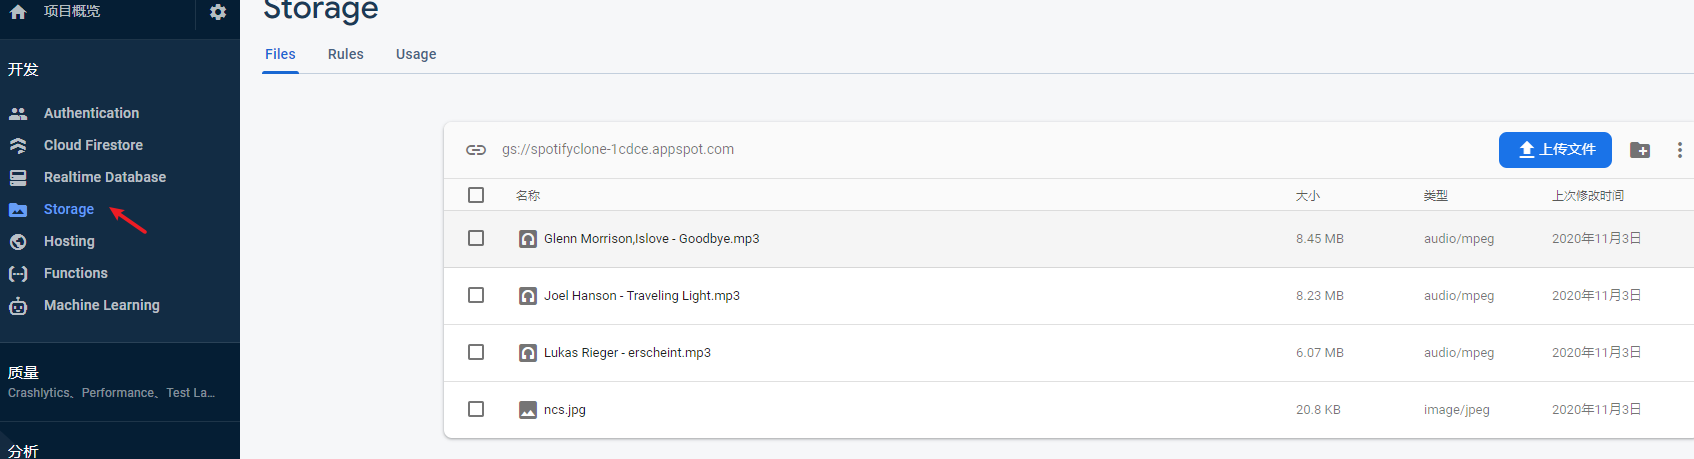 项目概览
开发
Authentication
Cloud Firestore
Realtime Database
Storage
Hosting
Functions
Machine Learning
质量
Crashlytics、Performance、Test La...
分析
Storage
Files Rules Usage
gs://spotifyclone-1cdce.appspot.com 上传文件
名称 大小 类型 上次修改时间
Glenn Morrison,Islove - Goodbye.mp3 8.45 MB audio/mpeg 2020年11月3日
Joel Hanson - Traveling Light.mp3 8.23 MB audio/mpeg 2020年11月3日
Lukas Rieger - erscheint.mp3 6.07 MB audio/mpeg 2020年11月3日
ncs.jpg 20.8 KB image/jpeg 2020年11月3日